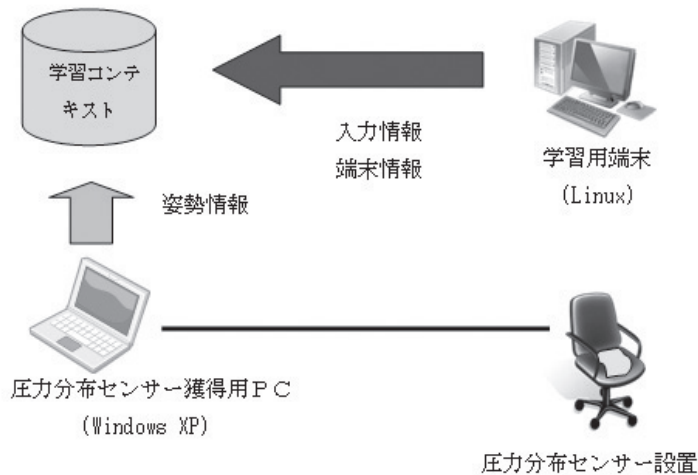 学習コンテ
キスト
入力情報
端末情報
学習用端末
(Linux)
姿勢情報
圧力分布センサー獲得用ＰＣ
(Windows XP)
圧力分布センサー設置